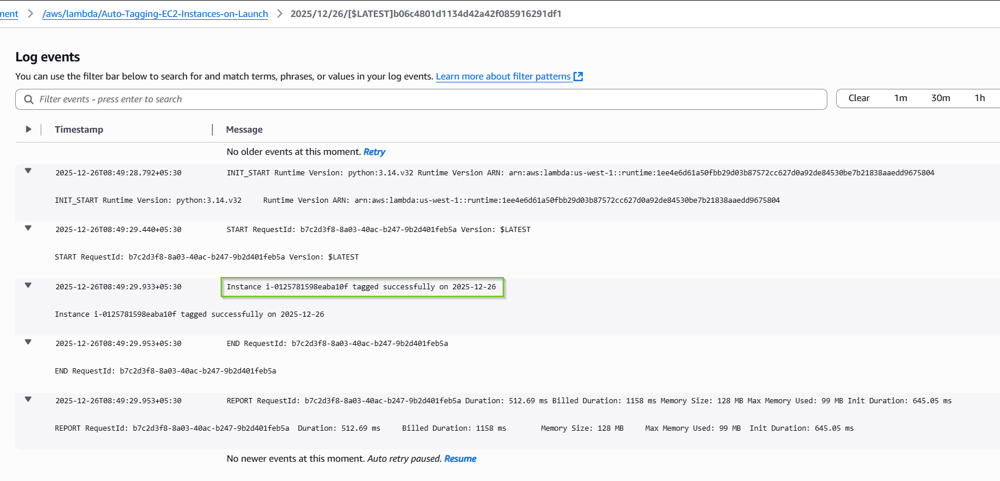 ment > /aws/lambda/Auto-Tagging-EC2-Instances-on-Launch > 2025/12/26/[$LATEST]b06c4801d1134d42a42f085916291df1
Log events
You can use the filter bar below to search for and match terms, phrases, or values in your log events. Learn more about filter patterns
Filter events - press enter to search
Clear 1m 30m 1h
Timestamp Message
No older events at this moment. Retry
2025-12-26T08:49:28.792+05:30 INIT_START Runtime Version: python:3.14.v32 Runtime Version ARN: arn:aws:lambda:us-west-1::runtime:1ee4e6d61a50fbb29d03b87572cc627d0a92de84530be7b21838aaedd9675804
INIT_START Runtime Version: python:3.14.v32 Runtime Version ARN: arn:aws:lambda:us-west-1::runtime:1ee4e6d61a50fbb29d03b87572cc627d0a92de84530be7b21838aaedd9675804
2025-12-26T08:49:29.440+05:30 START RequestId: b7c2d3f8-8a03-40ac-b247-9b2d401feb5a Version: $LATEST
START RequestId: b7c2d3f8-8a03-40ac-b247-9b2d401feb5a Version: $LATEST
2025-12-26T08:49:29.933+05:30 Instance i-0125781598eaba10f tagged successfully on 2025-12-26
Instance i-0125781598eaba10f tagged successfully on 2025-12-26
2025-12-26T08:49:29.953+05:30 END RequestId: b7c2d3f8-8a03-40ac-b247-9b2d401feb5a
END RequestId: b7c2d3f8-8a03-40ac-b247-9b2d401feb5a
2025-12-26T08:49:29.953+05:30 REPORT RequestId: b7c2d3f8-8a03-40ac-b247-9b2d401feb5a Duration: 512.69 ms Billed Duration: 1158 ms Memory Size: 128 MB Max Memory Used: 99 MB Init Duration: 645.05 ms
REPORT RequestId: b7c2d3f8-8a03-40ac-b247-9b2d401feb5a Duration: 512.69 ms Billed Duration: 1158 ms Memory Size: 128 MB Max Memory Used: 99 MB Init Duration: 645.05 ms
No newer events at this moment. Auto retry paused. Resume